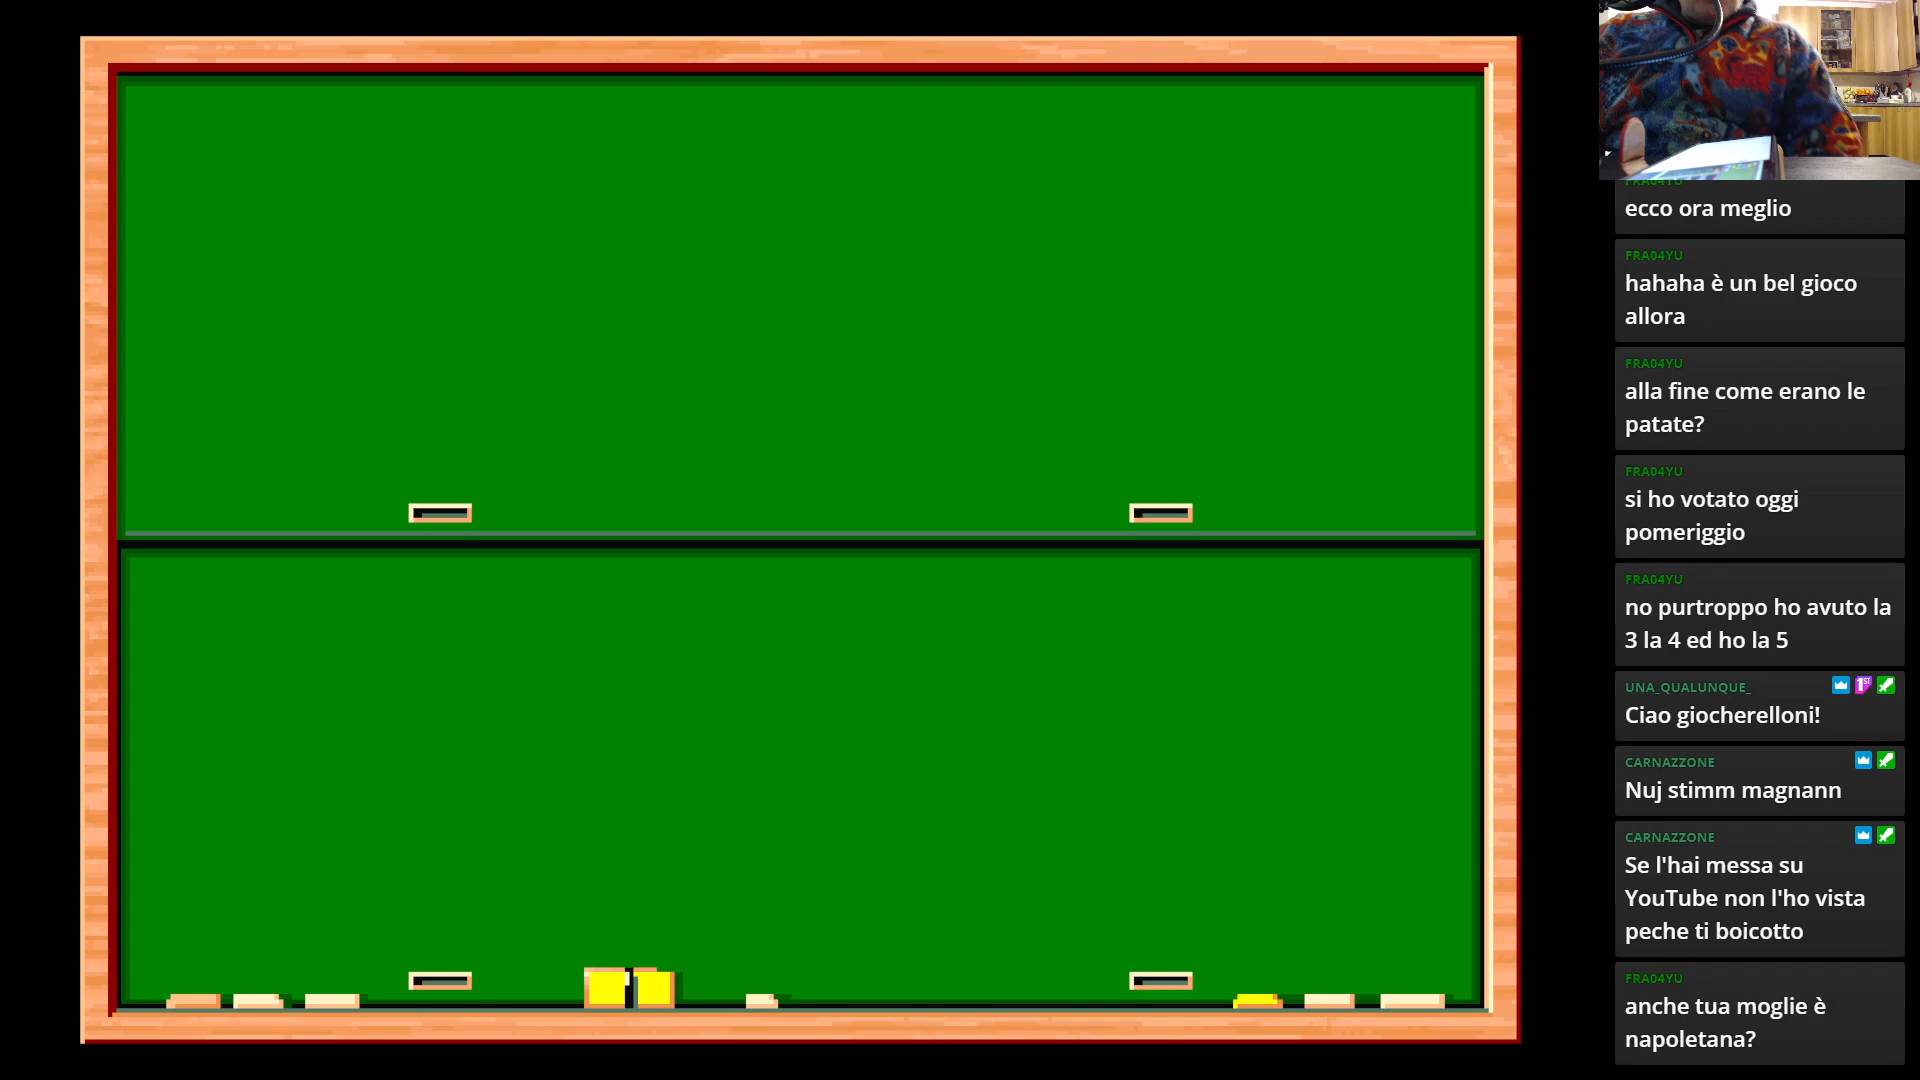 FRA04YU
ecco ora meglio
FRA04YU
hahaha è un bel gioco
allora
FRA04YU
alla fine come erano le
patate?
FRA04YU
si ho votato oggi
pomeriggio
FRA04YU
no purtroppo ho avuto la
3 la 4 ed ho la 5
UNA_QUALUNQUE_
1ST
Ciao giocherelloni!
CARNAZZONE
Nuj stimm magnann
CARNAZZONE
Se l'hai messa su
YouTube non l'ho vista
peche ti boicotto
FRA04YU
anche tua moglie è
napoletana?